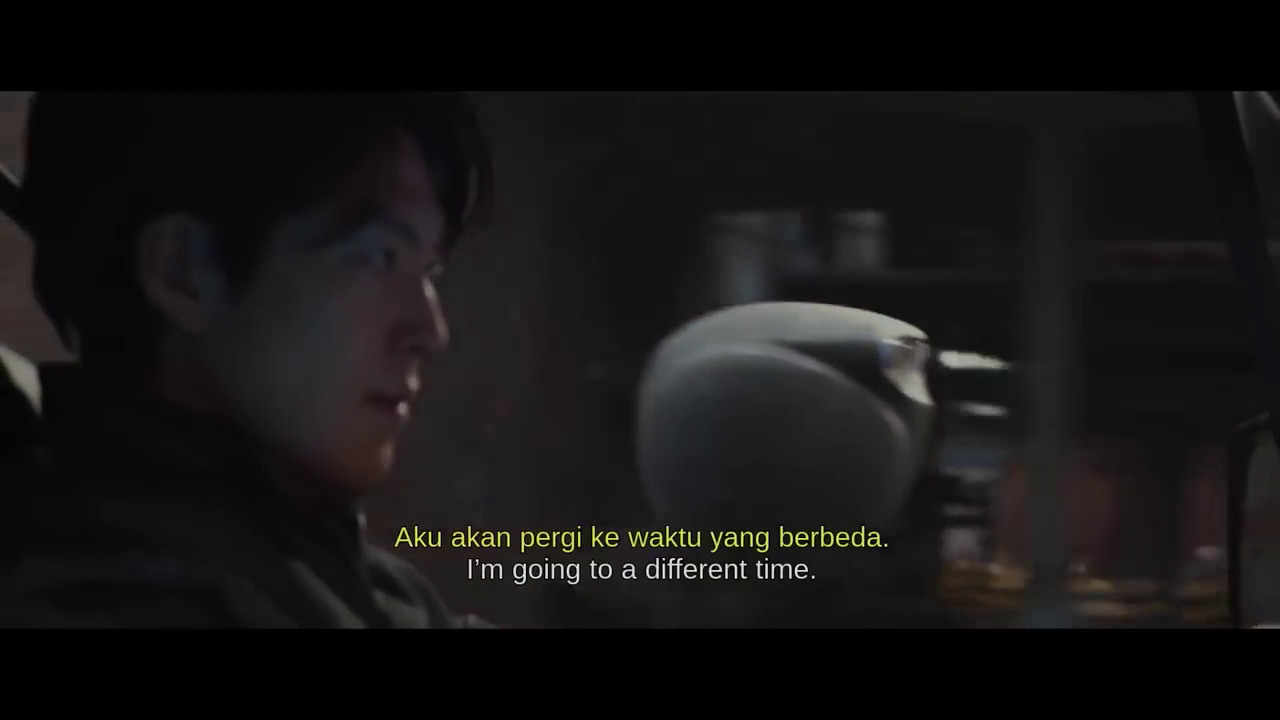 Aku akan pergi ke waktu yang berbeda.
I'm going to a different time.